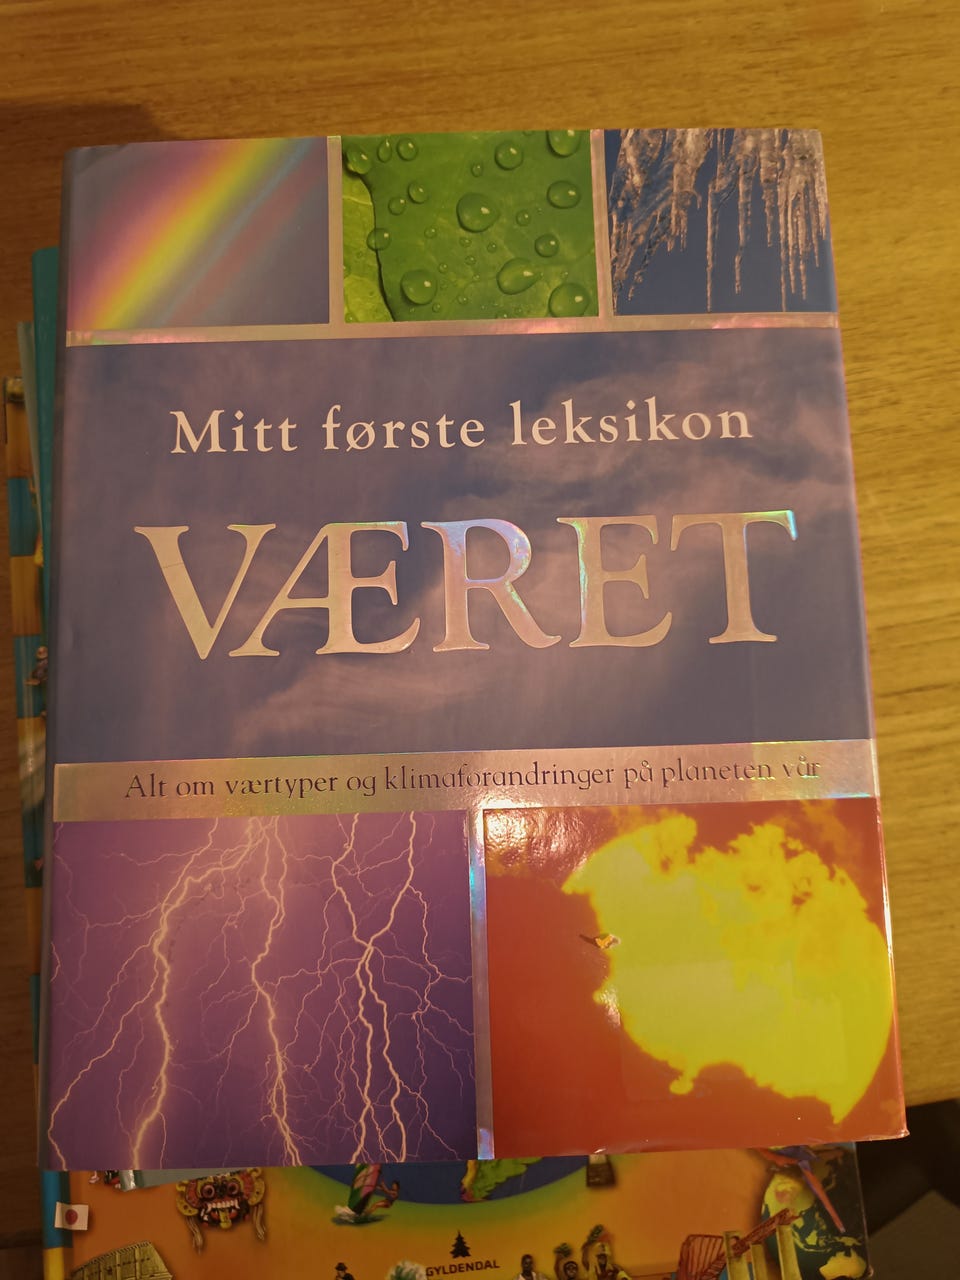 Mitt første leksikon
VÆRET
Alt om værtyper og klimaforandringer på planeten vår
GYLDENDAL